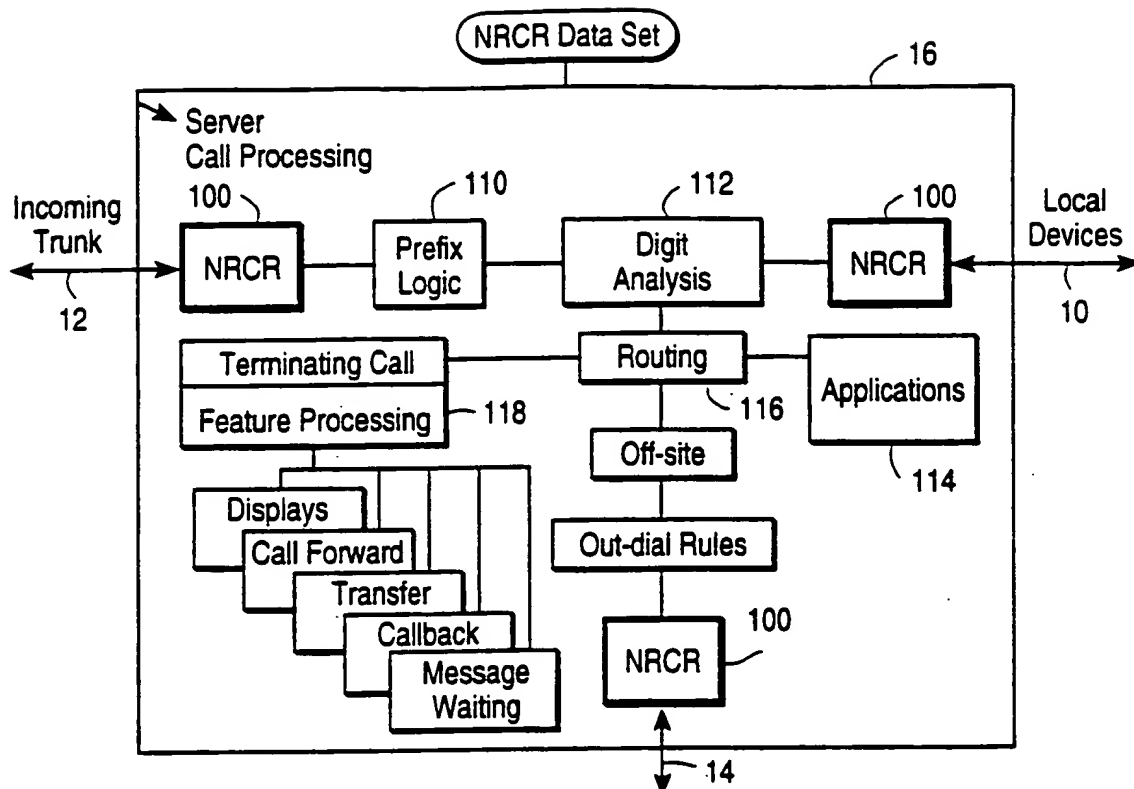 NRCR Data Set
16
Server
Call Processing
100
110
112
100
Incoming
Trunk
Local
Devices
NRCR
Prefix
Logic
Digit
Analysis
NRCR
12
10
Terminating Call
Routing
Applications
Feature Processing
118
116
Off-site
114
Displays
Call Forward
Out-dial Rules
Transfer
Callback
100
NRCR
Message
Waiting
14